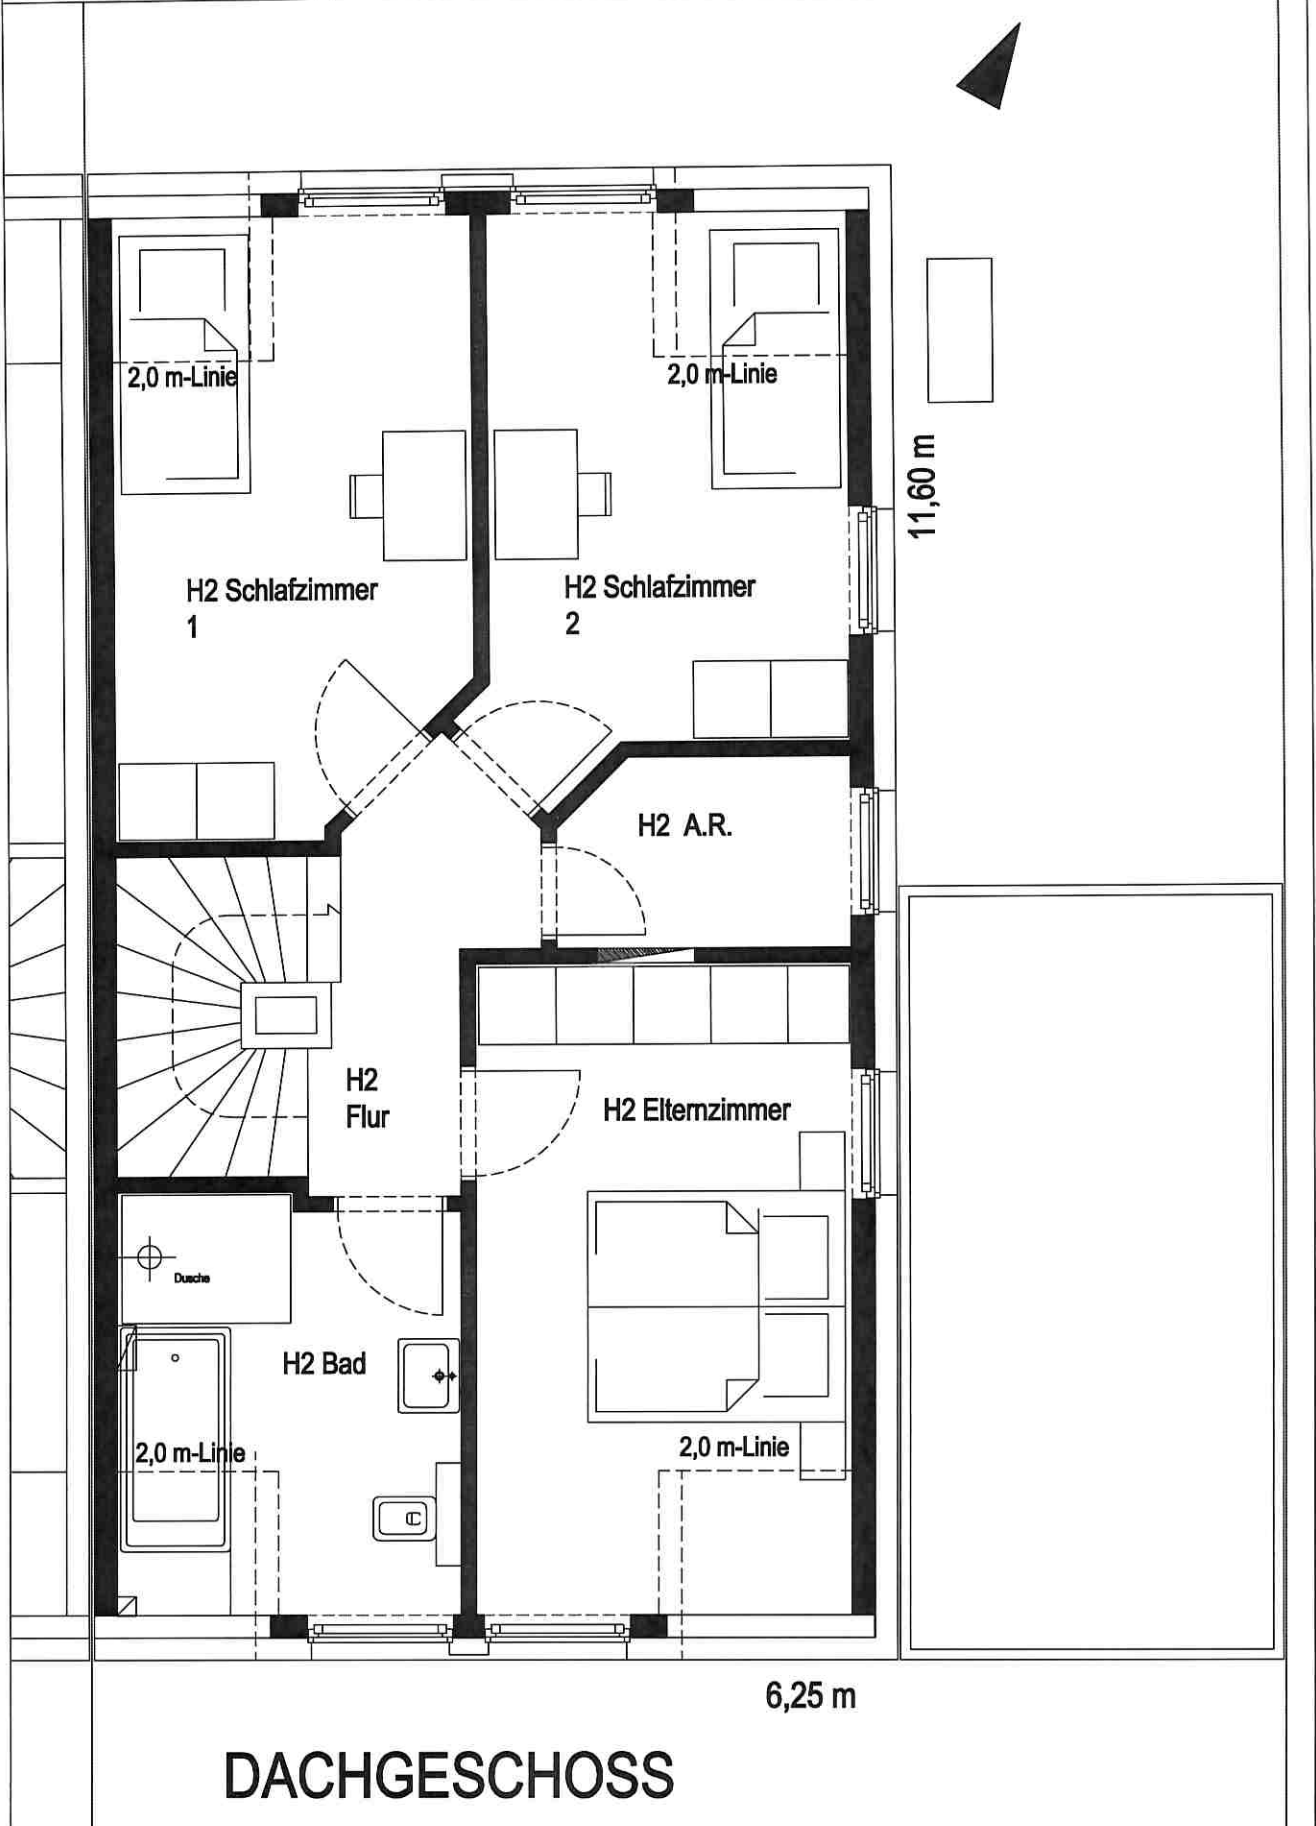 2,0 m-Linie
2,0 m-Linie
11,60 m
H2 Schlafzimmer
1
H2 Schlafzimmer
2
H2 A.R.
H2
Flur
H2 Elternzimmer
Dusche
H2 Bad
2,0 m-Linie
2,0 m-Linie
6,25 m
DACHGESCHOSS